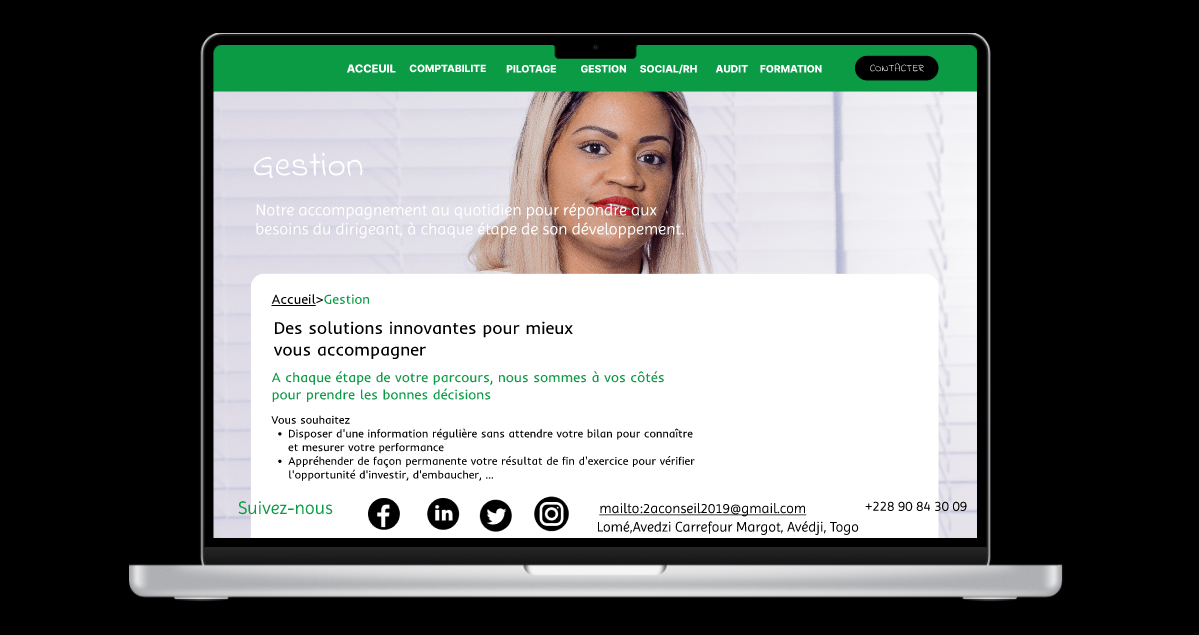 ACCEUIL COMPTABILITE PILOTAGE GESTION SOCIAL/RH AUDIT FORMATION CONTACTER
Gestion
Notre accompagnement au quotidien pour répondre aux
besoins du dirigeant, à chaque étape de son développement.
Accueil>Gestion
Des solutions innovantes pour mieux
vous accompagner
A chaque étape de votre parcours, nous sommes à vos côtés
pour prendre les bonnes décisions
Vous souhaitez
• Disposer d'une information régulière sans attendre votre bilan pour connaître
et mesurer votre performance
• Appréhender de façon permanente votre résultat de fin d'exercice pour vérifier
l'opportunité d'investir, d'embaucher, ...
Suivez-nous
in
mailto:2aconseil2019@gmail.com
+228 90 84 30 09
Lomé,Avedzi Carrefour Margot, Avédji, Togo